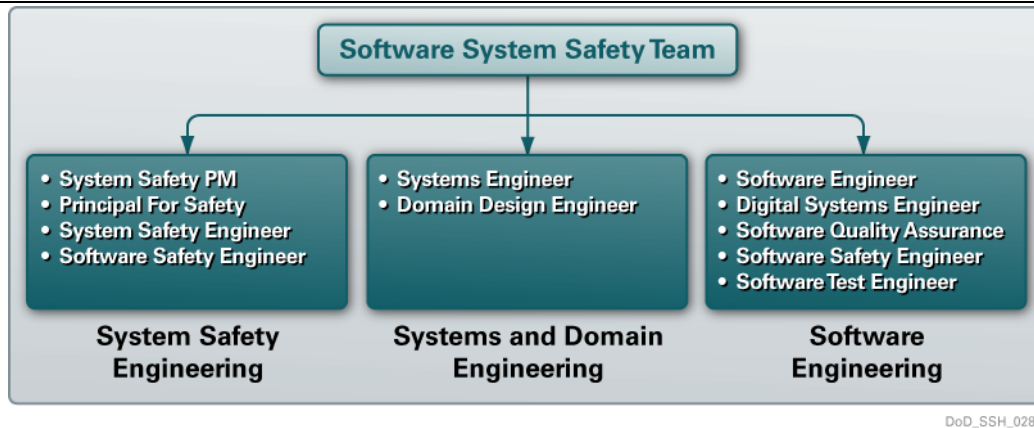 Software System Safety Team
• System Safety PM
• Principal For Safety
• System Safety Engineer
• Software Safety Engineer
• Systems Engineer
• Domain Design Engineer
• Software Engineer
• Digital Systems Engineer
• Software Quality Assurance
• Software Safety Engineer
• Software Test Engineer
System Safety
Engineering
Systems and Domain
Engineering
Software
Engineering
DoD_SSH_028